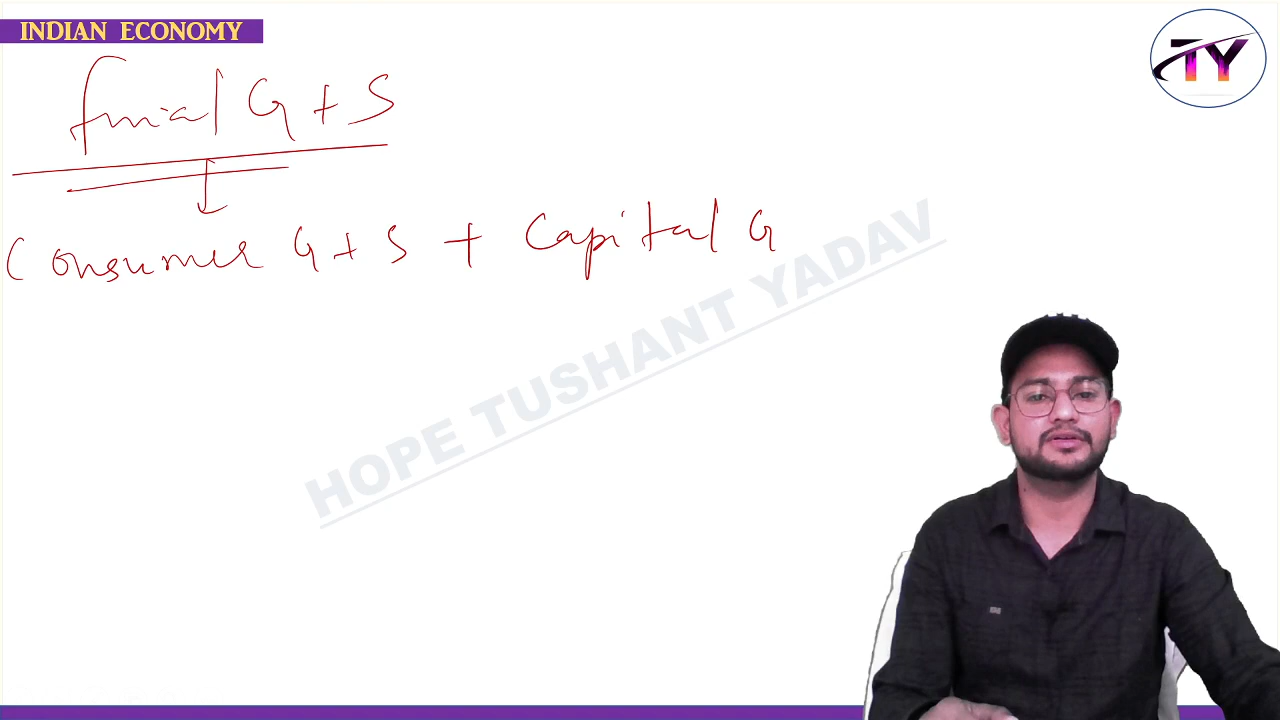 INDIAN ECONOMY
TY
final G + S
Consumer G + S + Capital G
HOPE TUSHANT YADAV